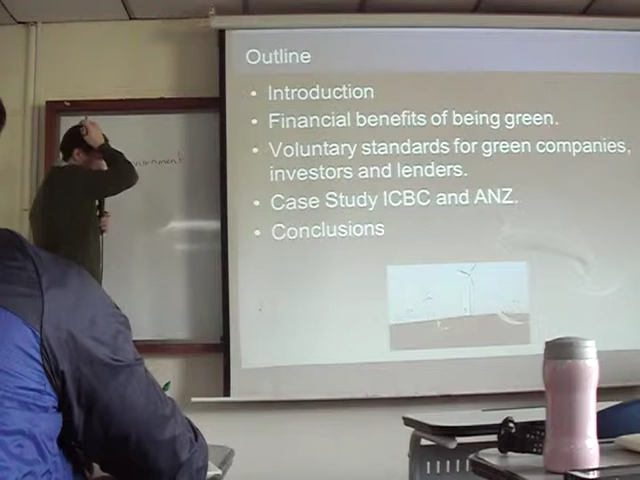 Outline
• Introduction
• Financial benefits of being green.
• Voluntary standards for green companies,
investors and lenders.
• Case Study ICBC and ANZ.
• Conclusions